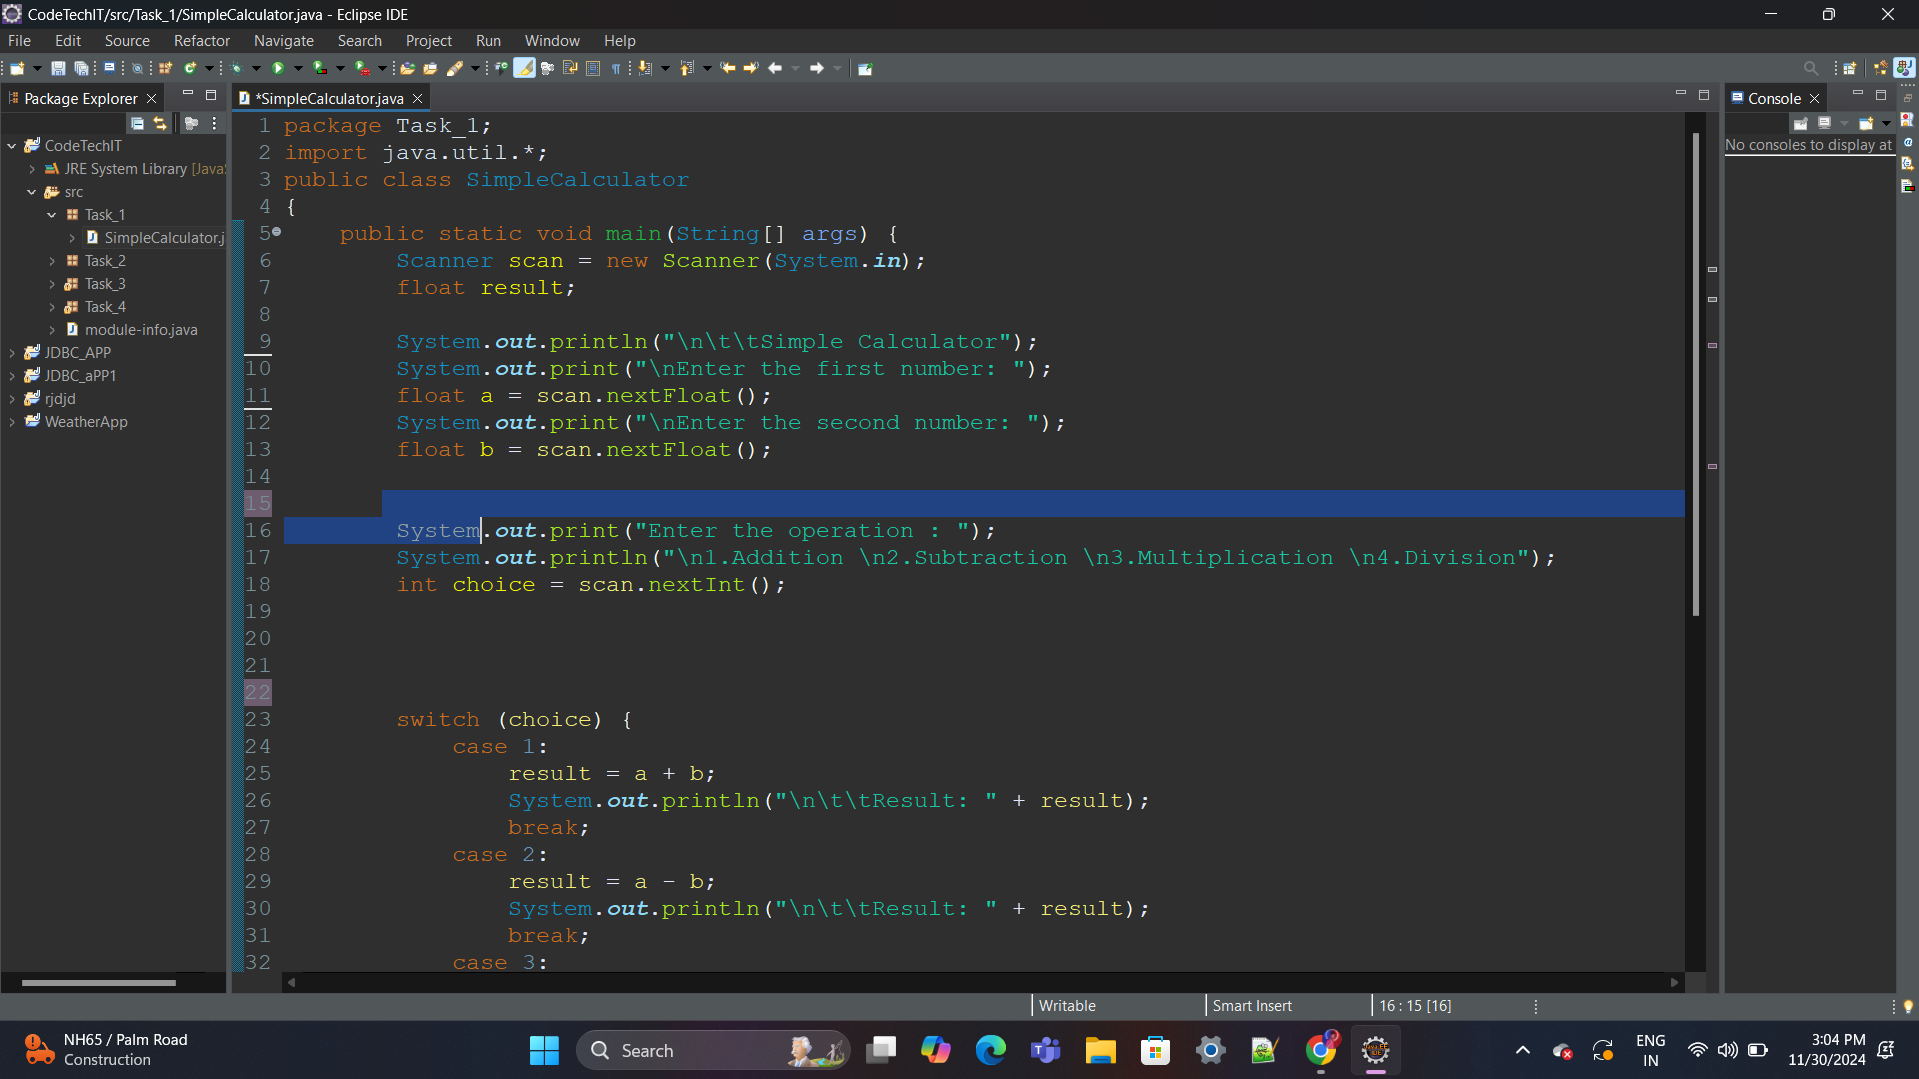 CodeTechIT/src/Task_1/SimpleCalculator.java - Eclipse IDE
File Edit Source Refactor Navigate Search Project Run Window Help
Package Explorer
*SimpleCalculator.java
Console
CodeTechIT
JRE System Library [Java
src
Task_1
SimpleCalculator.j
Task_2
Task_3
Task_4
module-info.java
JDBC_APP
JDBC_aPP1
rjdjd
WeatherApp
1 package Task_1;
2 import java.util.*;
3 public class SimpleCalculator
4 {
5 public static void main(String[] args) {
6 Scanner scan = new Scanner(System.in);
7 float result;
8
9 System.out.println("\n\t\tSimple Calculator");
10 System.out.print("\nEnter the first number: ");
11 float a = scan.nextFloat();
12 System.out.print("\nEnter the second number: ");
13 float b = scan.nextFloat();
14
15
16 System.out.print("Enter the operation : ");
17 System.out.println("\n1.Addition \n2.Subtraction \n3.Multiplication \n4.Division");
18 int choice = scan.nextInt();
19
20
21
22
23 switch (choice) {
24 case 1:
25 result = a + b;
26 System.out.println("\n\t\tResult: " + result);
27 break;
28 case 2:
29 result = a - b;
30 System.out.println("\n\t\tResult: " + result);
31 break;
32 case 3:
No consoles to display at
Writable
Smart Insert
16 : 15 [16]
NH65 / Palm Road
Construction
Search
ENG
IN
3:04 PM
11/30/2024